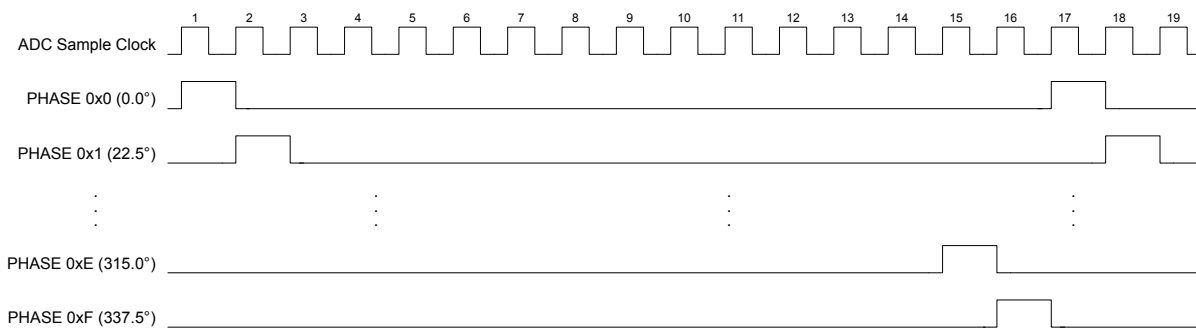 1 2 3 4 5 6 7 8 9 10 11 12 13 14 15 16 17 18 19
ADC Sample Clock
PHASE 0x0 (0.0°)
PHASE 0x1 (22.5°)
PHASE 0xE (315.0°)
PHASE 0xF (337.5°)